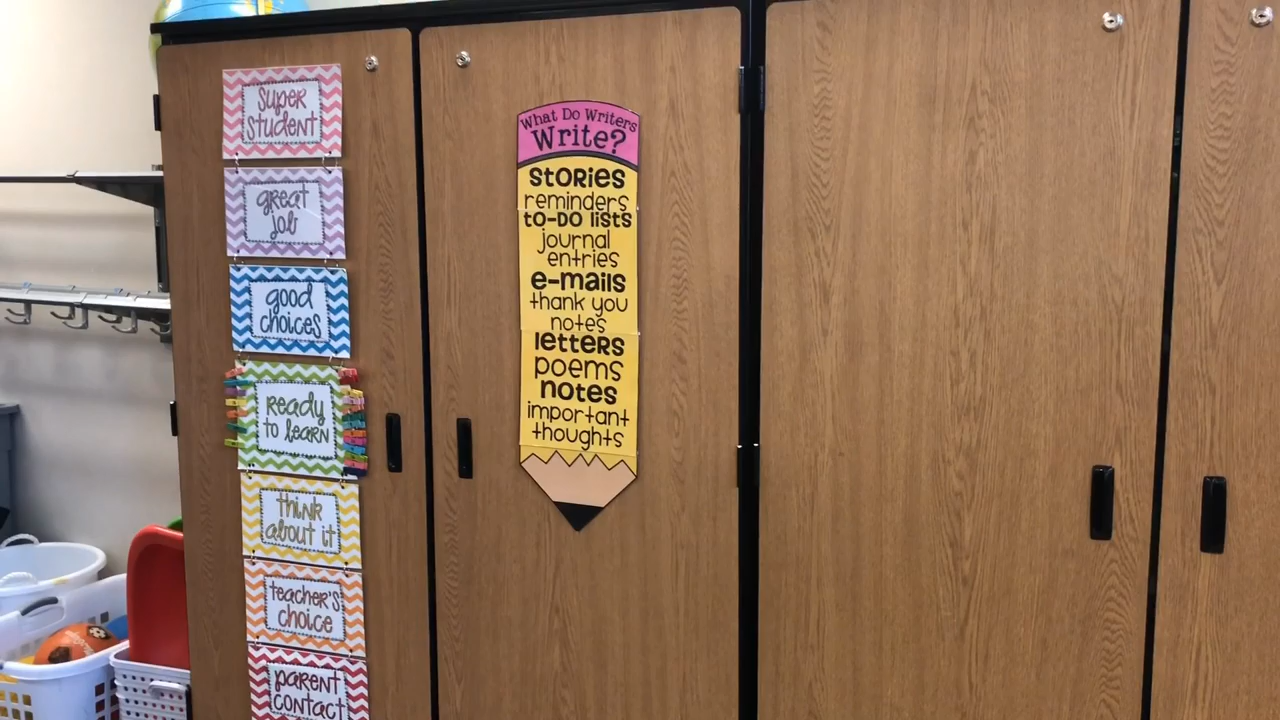 super
student
great
job
good
choices
ready
to learn
think
about it
teacher's
choice
parent
contact
What Do Writers
Write?
stories
reminders
to-do lists
journal
entries
e-mails
thank you
notes
letters
poems
notes
important
thoughts